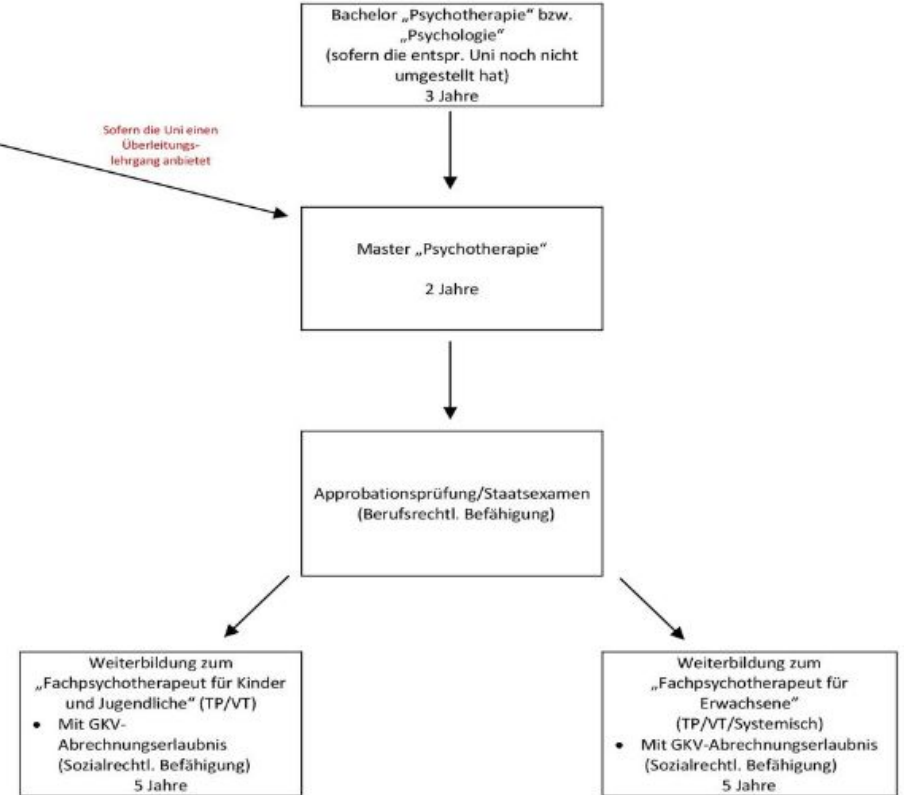 Bachelor „Psychotherapie“ bzw.
„Psychologie“
(sofern die entspr. Uni noch nicht
umgestellt hat)
3 Jahre
Sofern die Uni einen
Überleitungs-
lehrgang anbietet
Master „Psychotherapie“
2 Jahre
Approbationsprüfung/Staatsexamen
(Berufsrechtl. Befähigung)
Weiterbildung zum
„Fachpsychotherapeut für Kinder
und Jugendliche“ (TP/VT)
• Mit GKV-
Abrechnungserlaubnis
(Sozialrechtl. Befähigung)
5 Jahre
Weiterbildung zum
„Fachpsychotherapeut für
Erwachsene“
(TP/VT/Systemisch)
• Mit GKV-Abrechnungserlaubnis
(Sozialrechtl. Befähigung)
5 Jahre